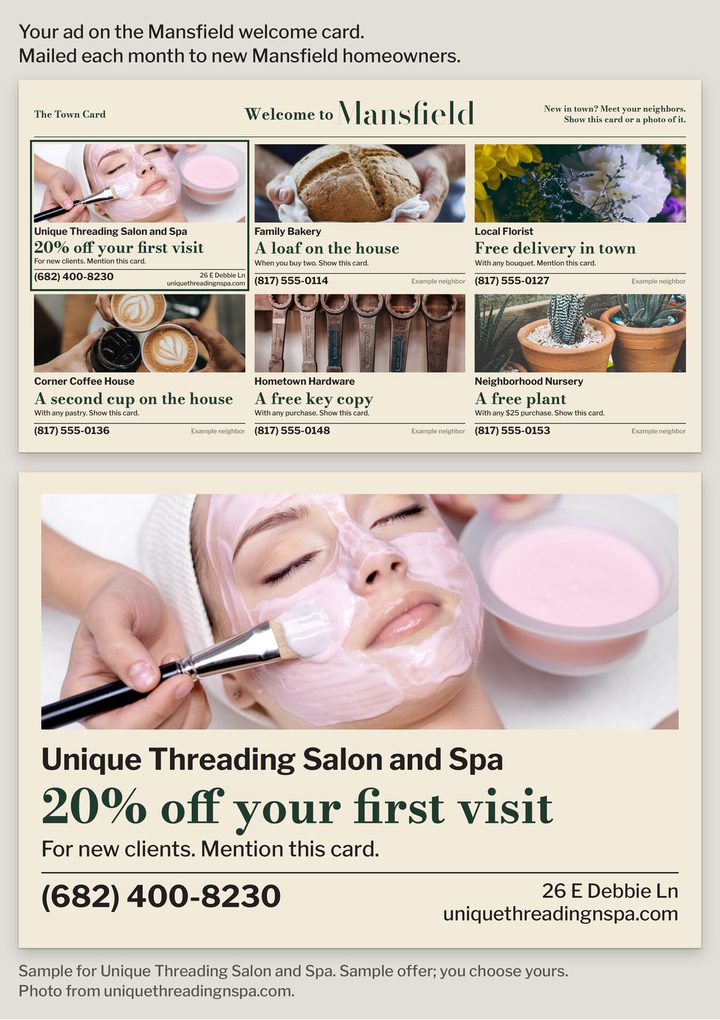 Your ad on the Mansfield welcome card.
Mailed each month to new Mansfield homeowners.
The Town Card
Welcome to Mansfield
New in town? Meet your neighbors.
Show this card or a photo of it.
Unique Threading Salon and Spa
20% off your first visit
For new clients. Mention this card.
(682) 400-8230
26 E Debbie Ln
uniquethreadingnspa.com
Family Bakery
A loaf on the house
When you buy two. Show this card.
(817) 555-0114
Example neighbor
Local Florist
Free delivery in town
With any bouquet. Mention this card.
(817) 555-0127
Example neighbor
Corner Coffee House
A second cup on the house
With any pastry. Show this card.
(817) 555-0136
Example neighbor
Hometown Hardware
A free key copy
With any purchase. Show this card.
(817) 555-0148
Example neighbor
Neighborhood Nursery
A free plant
With any $25 purchase. Show this card.
(817) 555-0153
Example neighbor
Unique Threading Salon and Spa
20% off your first visit
For new clients. Mention this card.
(682) 400-8230
26 E Debbie Ln
uniquethreadingnspa.com
Sample for Unique Threading Salon and Spa. Sample offer; you choose yours.
Photo from uniquethreadingnspa.com.